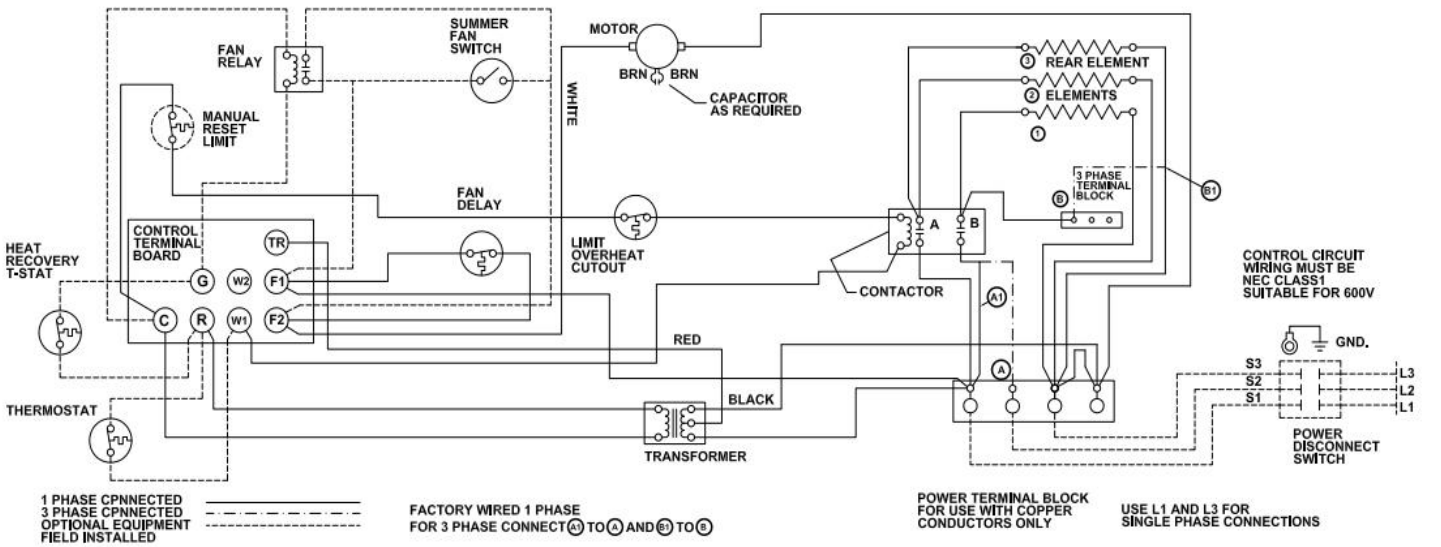 SUMMER
FAN
SWITCH
MOTOR
FAN
RELAY
3
REAR ELEMENT
BRN
BRN
2
ELEMENTS
WHITE
CAPACITOR
AS REQUIRED
MANUAL
RESET
LIMIT
1
3 PHASE
TERMINAL
BLOCK
B1
B
FAN
DELAY
A
B
CONTROL
TERMINAL
BOARD
TR
LIMIT
OVERHEAT
CUTOUT
HEAT
RECOVERY
T-STAT
CONTROL CIRCUIT
WIRING MUST BE
NEC CLASS1
SUITABLE FOR 600V
G
W2
F1
CONTACTOR
A1
C
R
W1
F2
RED
GND.
A
S3
S2
S1
L3
L2
L1
THERMOSTAT
BLACK
TRANSFORMER
POWER
DISCONNECT
SWITCH
1 PHASE CPNNECTED
3 PHASE CPNNECTED
OPTIONAL EQUIPMENT
FIELD INSTALLED
FACTORY WIRED 1 PHASE
FOR 3 PHASE CONNECT A1 TO A AND B1 TO B
POWER TERMINAL BLOCK
FOR USE WITH COPPER
CONDUCTORS ONLY
USE L1 AND L3 FOR
SINGLE PHASE CONNECTIONS